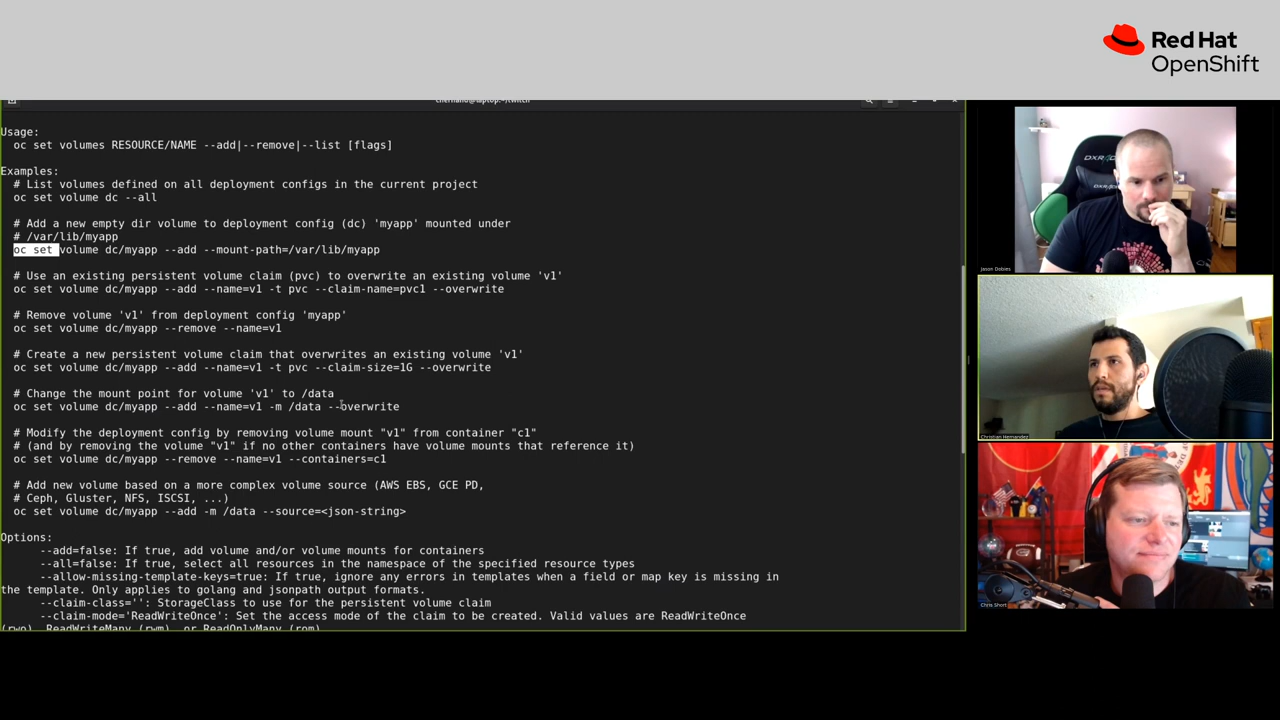 Red Hat
OpenShift
Usage:
oc set volumes RESOURCE/NAME --add|--remove|--list [flags]
Examples:
# List volumes defined on all deployment configs in the current project
oc set volume dc --all
# Add a new empty dir volume to deployment config (dc) 'myapp' mounted under
# /var/lib/myapp
oc set volume dc/myapp --add --mount-path=/var/lib/myapp
# Use an existing persistent volume claim (pvc) to overwrite an existing volume 'v1'
oc set volume dc/myapp --add --name=v1 -t pvc --claim-name=pvc1 --overwrite
# Remove volume 'v1' from deployment config 'myapp'
oc set volume dc/myapp --remove --name=v1
# Create a new persistent volume claim that overwrites an existing volume 'v1'
oc set volume dc/myapp --add --name=v1 -t pvc --claim-size=1G --overwrite
# Change the mount point for volume 'v1' to /data
oc set volume dc/myapp --add --name=v1 -m /data --overwrite
# Modify the deployment config by removing volume mount "v1" from container "c1"
# (and by removing the volume "v1" if no other containers have volume mounts that reference it)
oc set volume dc/myapp --remove --name=v1 --containers=c1
# Add new volume based on a more complex volume source (AWS EBS, GCE PD,
# Ceph, Gluster, NFS, ISCSI, ...)
oc set volume dc/myapp --add -m /data --source=<json-string>
Options:
--add=false: If true, add volume and/or volume mounts for containers
--all=false: If true, select all resources in the namespace of the specified resource types
--allow-missing-template-keys=true: If true, ignore any errors in templates when a field or map key is missing in
the template. Only applies to golang and jsonpath output formats.
--claim-class='': StorageClass to use for the persistent volume claim
--claim-mode='ReadWriteOnce': Set the access mode of the claim to be created. Valid values are ReadWriteOnce
(rwo), ReadWriteMany (rwm), or ReadOnlyMany (rom)
DXRACER
Jason Dobies
Christian Hernandez
Chris Short